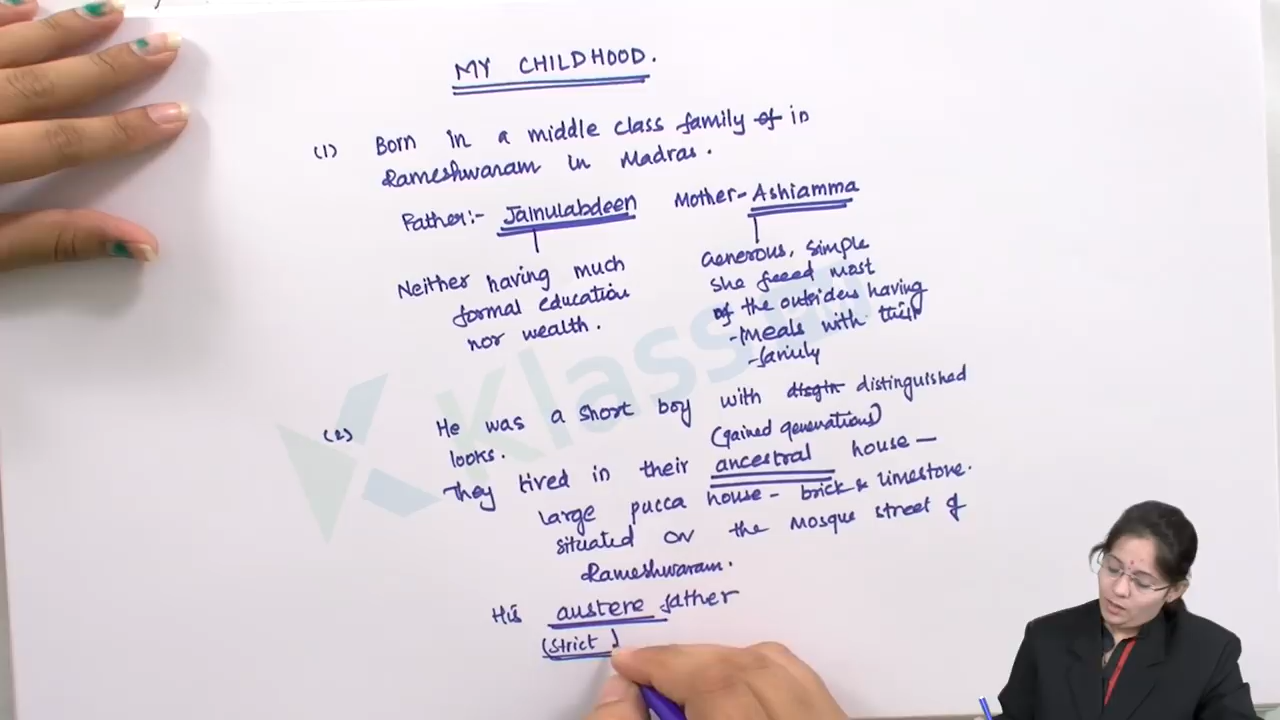 MY CHILDHOOD.
(1) Born in a middle class family of in
Rameshwaram in Madras.
Father:- Jainulabdeen Mother- Ashiamma
Neither having much
formal education
nor wealth.
Generous, simple
she feeed most
of the outsiders having
-meals with their
-family
(2) He was a short boy with disgin distinguished
looks.
(gained generations)
They lived in their ancestral house -
large pucca house - brick & limestone.
situated on the Mosque street of
Rameshwaram.
His austere father
(strict)
Klassen